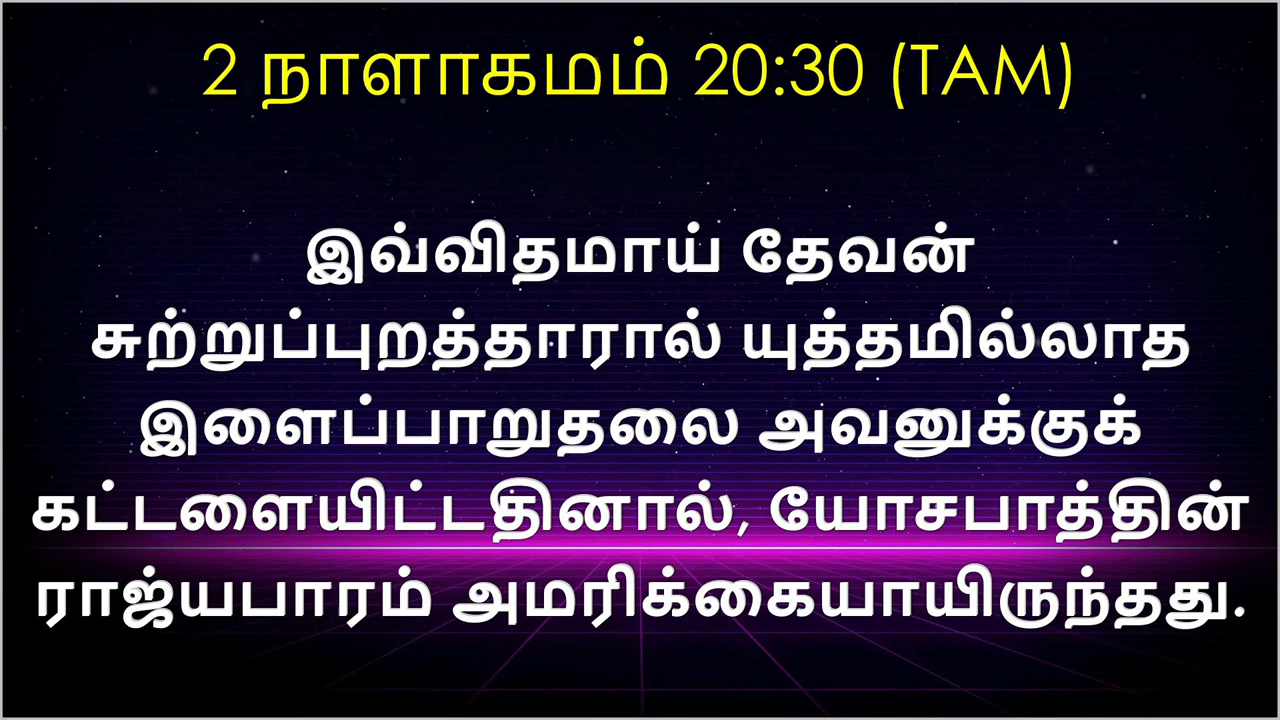 2 நாளாகமம் 20:30 (TAM)
இவ்விதமாய் தேவன்
சுற்றுப்புறத்தாரால் யுத்தமில்லாத
இளைப்பாறுதலை அவனுக்குக்
கட்டளையிட்டதினால், யோசபாத்தின்
ராஜ்யபாரம் அமரிக்கையாயிருந்தது.